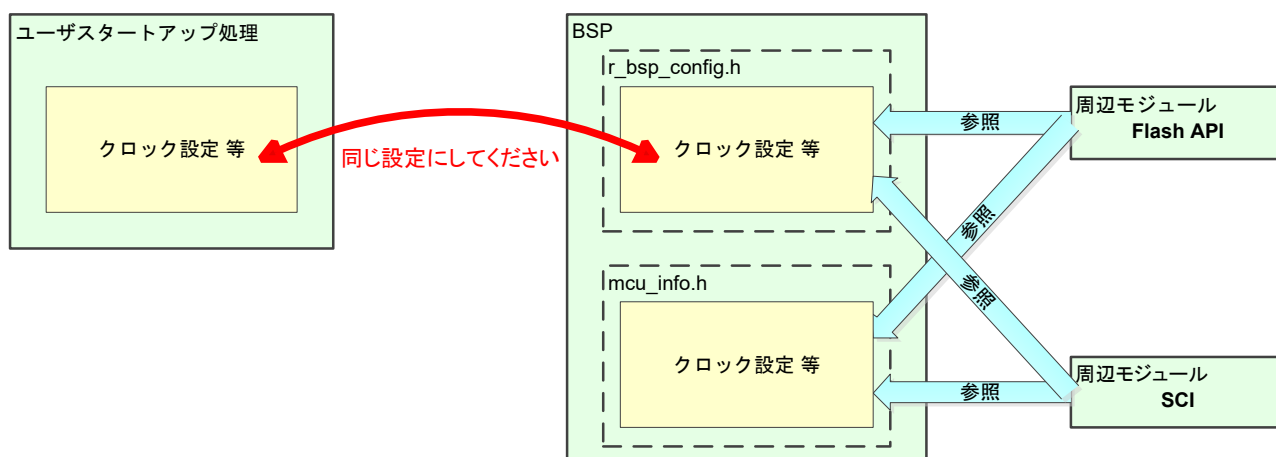 ユーザスタートアップ処理
クロック設定 等
同じ設定にしてください
BSP
r_bsp_config.h
クロック設定 等
mcu_info.h
クロック設定 等
参照
参照
参照
参照
周辺モジュール
Flash API
周辺モジュール
SCI